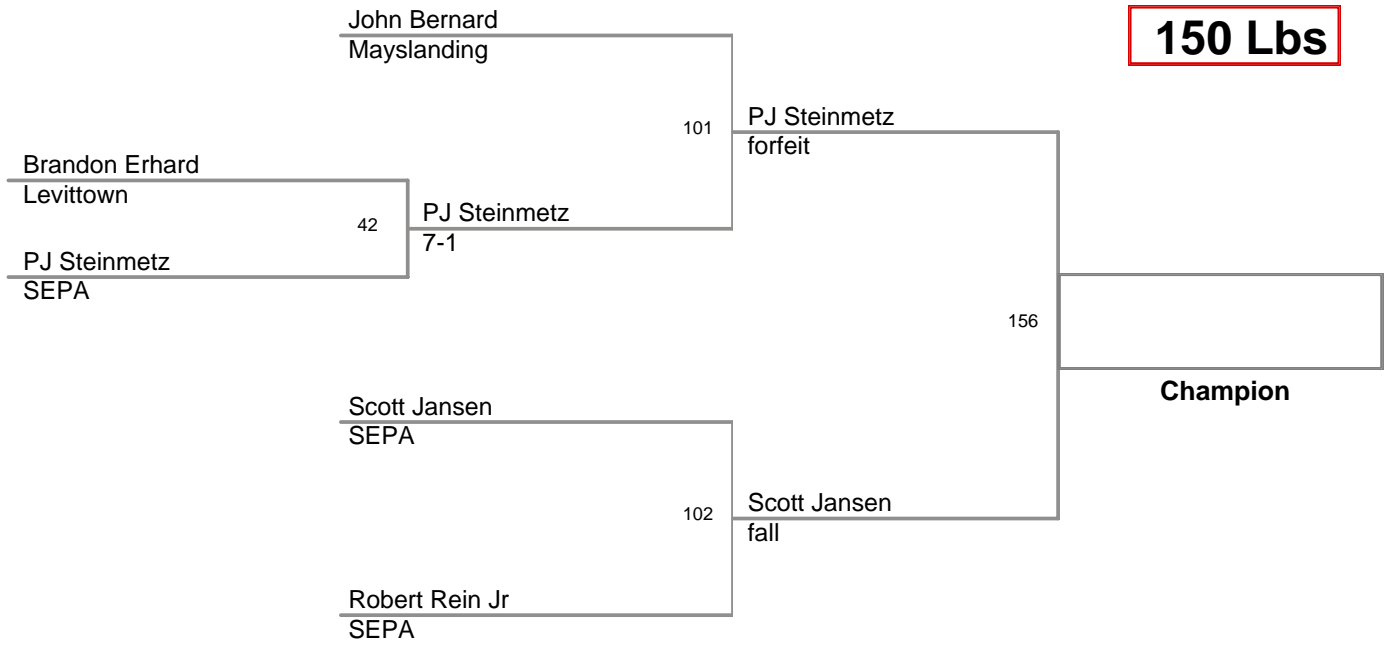 John Bernard
150 Lbs
Mayslanding
101
PJ Steinmetz
forfeit
Brandon Erhard
Levittown
42
PJ Steinmetz
7-1
PJ Steinmetz
SEPA
156
Champion
Scott Jansen
SEPA
102
Scott Jansen
fall
Robert Rein Jr
SEPA